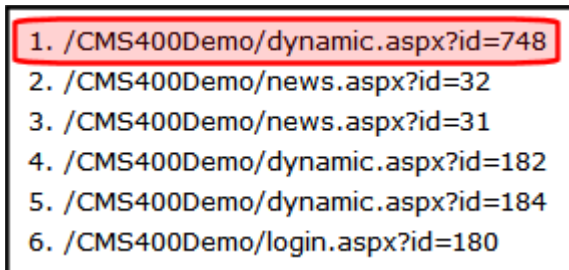 1. /CMS400Demo/dynamic.aspx?id=748
2. /CMS400Demo/news.aspx?id=32
3. /CMS400Demo/news.aspx?id=31
4. /CMS400Demo/dynamic.aspx?id=182
5. /CMS400Demo/dynamic.aspx?id=184
6. /CMS400Demo/login.aspx?id=180